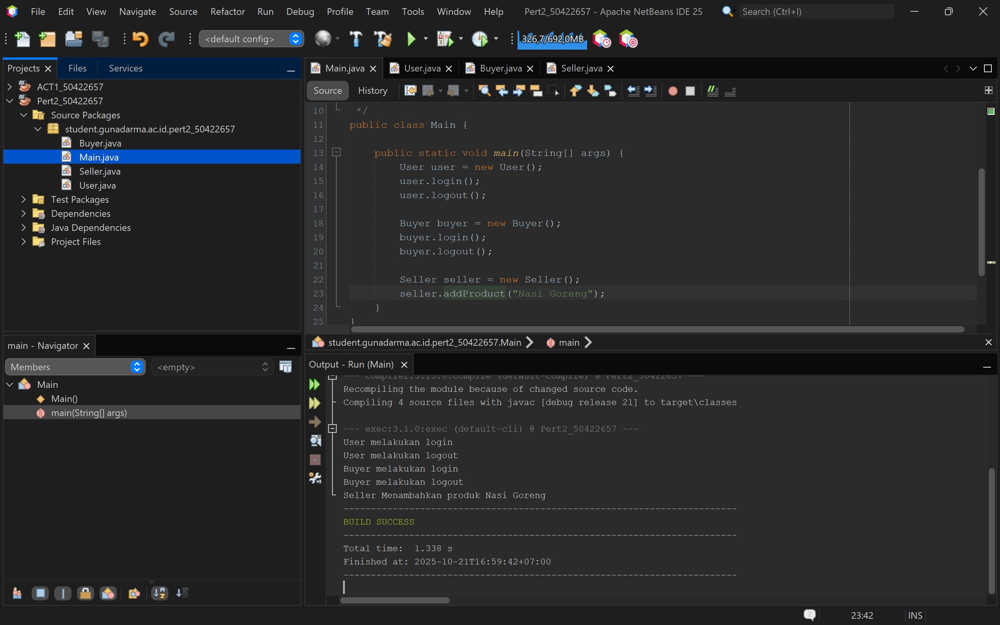 File Edit View Navigate Source Refactor Run Debug Profile Team Tools Window Help Pert2_50422657 - Apache NetBeans IDE 25 Search (Ctrl+I)
<default config> 326,7/692,0MB
Projects Files Services
ACT1_50422657
Pert2_50422657
Source Packages
student.gunadarma.ac.id.pert2_50422657
Buyer.java
Main.java
Seller.java
User.java
Test Packages
Dependencies
Java Dependencies
Project Files
main - Navigator
Members <empty>
Main
Main()
main(String[] args)
Main.java User.java Buyer.java Seller.java
Source History
10 */
11 public class Main {
12
13 public static void main(String[] args) {
14 User user = new User();
15 user.login();
16 user.logout();
17
18 Buyer buyer = new Buyer();
19 buyer.login();
20 buyer.logout();
21
22 Seller seller = new Seller();
23 seller.addProduct("Nasi Goreng");
24 }
25 }
student.gunadarma.ac.id.pert2_50422657.Main main
Output - Run (Main)
--- compiler:3.13.0:compile (default-compile) @ Pert2_50422657 ---
Recompiling the module because of changed source code.
Compiling 4 source files with javac [debug release 21] to target\classes
--- exec:3.1.0:exec (default-cli) @ Pert2_50422657 ---
User melakukan login
User melakukan logout
Buyer melakukan login
Buyer melakukan logout
Seller Menambahkan produk Nasi Goreng
------------------------------------------------------------------------
BUILD SUCCESS
------------------------------------------------------------------------
Total time: 1.338 s
Finished at: 2025-10-21T16:59:42+07:00
------------------------------------------------------------------------
2 23:42 INS